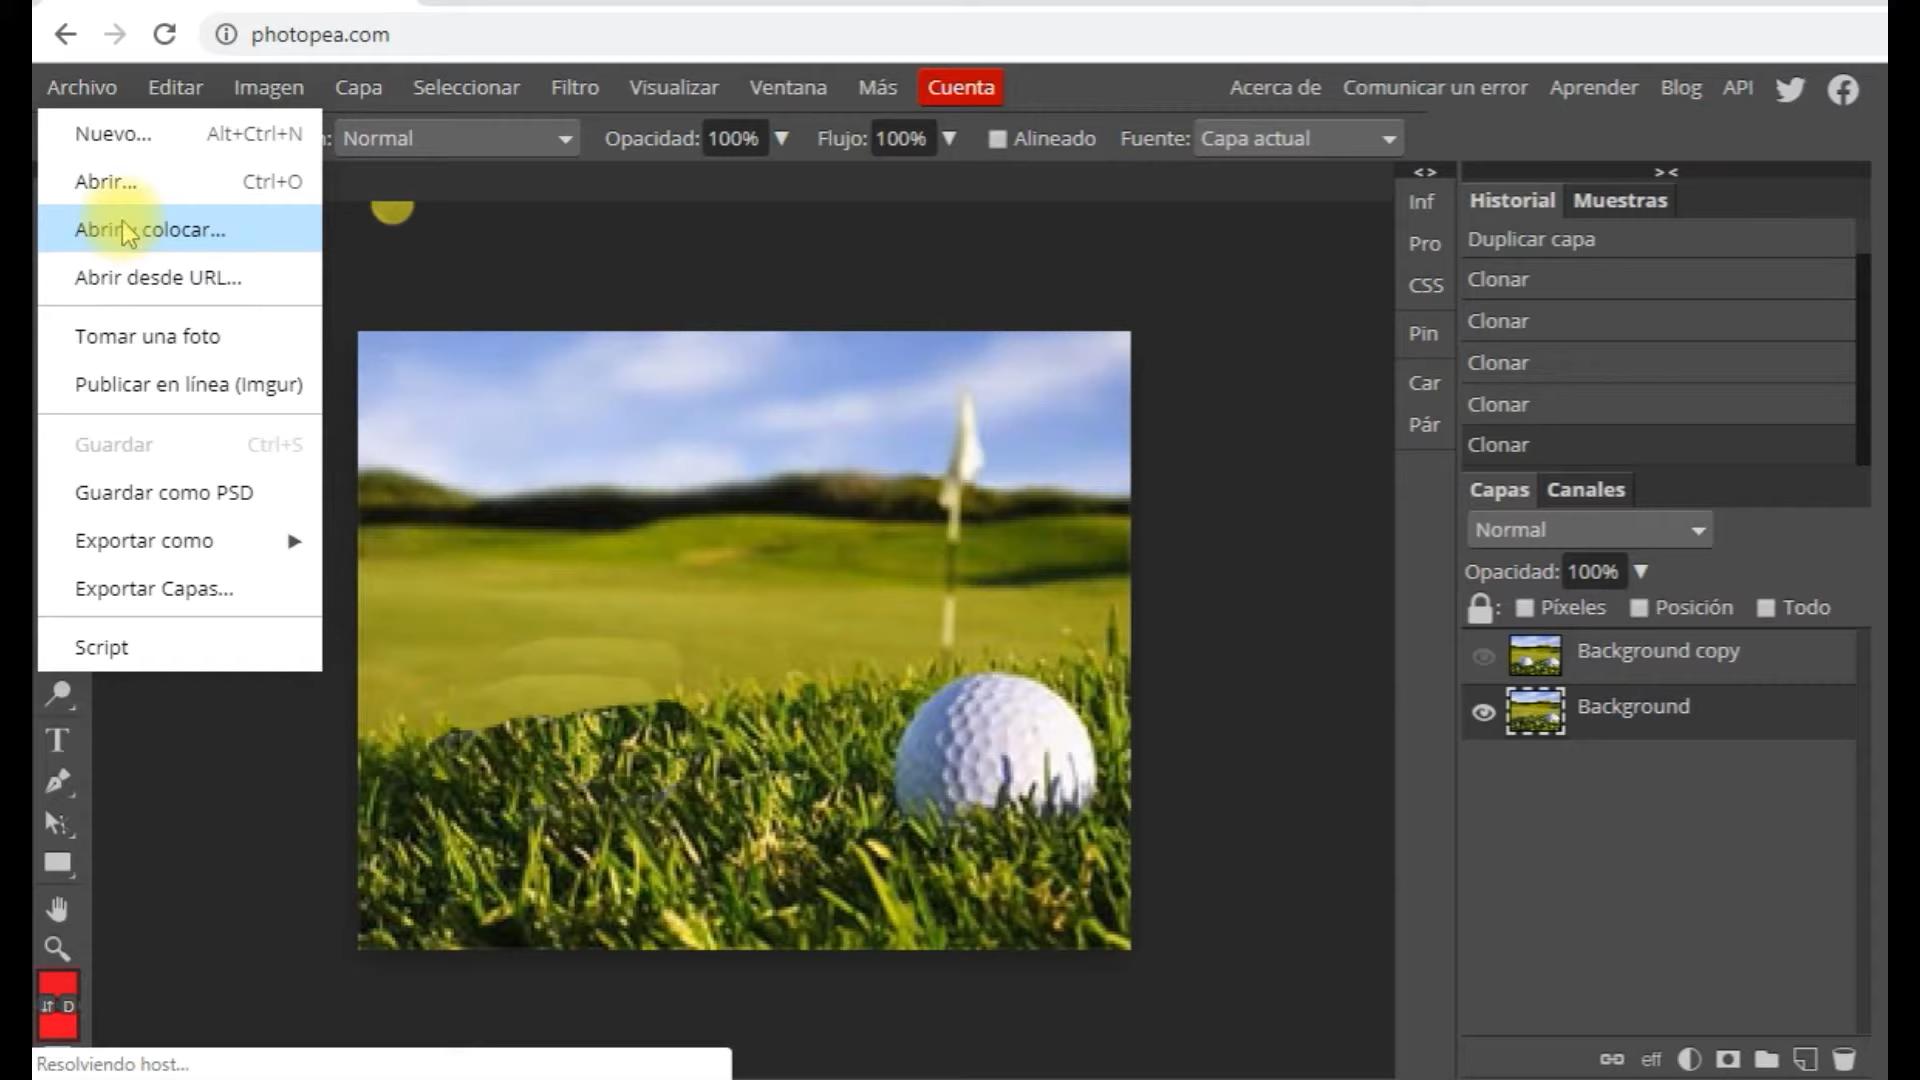 photopea.com
Archivo Editar Imagen Capa Seleccionar Filtro Visualizar Ventana Más Cuenta Acerca de Comunicar un error Aprender Blog API
: Normal Opacidad: 100% Flujo: 100% Alineado Fuente: Capa actual
Nuevo... Alt+Ctrl+N
Abrir... Ctrl+O
Abrir y colocar...
Abrir desde URL...
Tomar una foto
Publicar en línea (Imgur)
Guardar Ctrl+S
Guardar como PSD
Exportar como
Exportar Capas...
Script
T
D
< >
Inf
Pro
CSS
Pin
Car
Pár
> <
Historial Muestras
Duplicar capa
Clonar
Clonar
Clonar
Clonar
Clonar
Capas Canales
Normal
Opacidad: 100%
: Píxeles Posición Todo
Background copy
Background
eff
Resolviendo host...